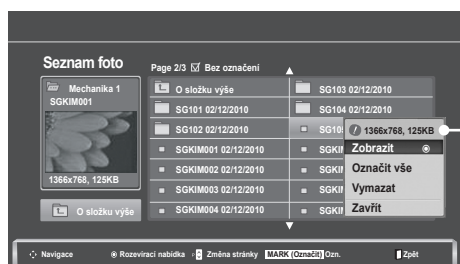 Seznam foto
Page 2/3 Bez označení
Mechanika 1
SGKIM001
1366x768, 125KB
O složku výše
O složku výše
SG101 02/12/2010
SG102 02/12/2010
SGKIM001 02/12/2010
SGKIM002 02/12/2010
SGKIM003 02/12/2010
SGKIM004 02/12/2010
SG103 02/12/2010
SG104 02/12/2010
1366x768, 125KB
Zobrazit
Označit vše
Vymazat
Zavřít
Navigace
Rozevírací nabídka
Změna stránky
MARK (Označit) Ozn.
Zpět